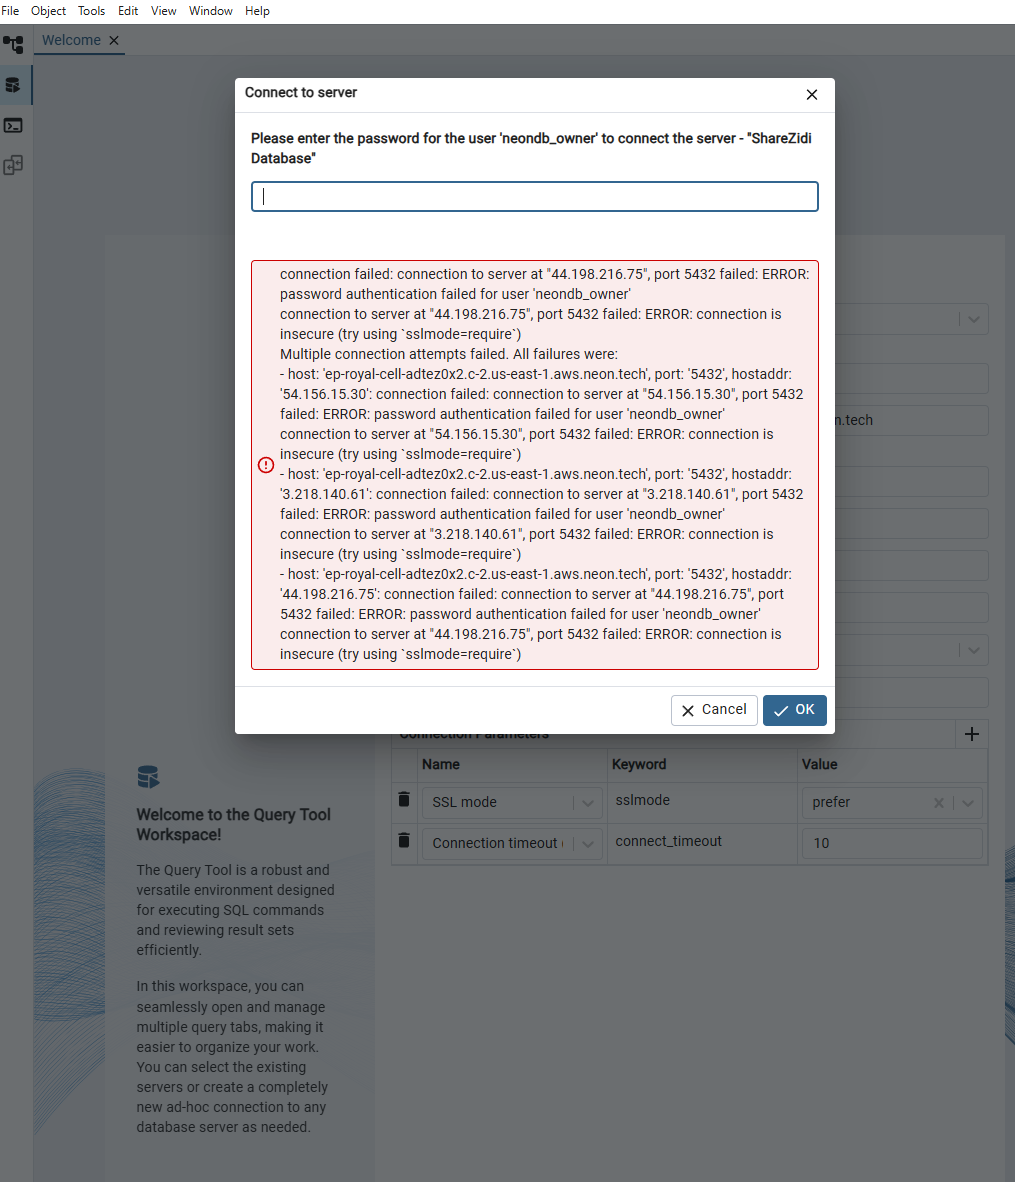 File Object Tools Edit View Window Help
Welcome
Connect to server
Please enter the password for the user 'neondb_owner' to connect the server - "ShareZidi
Database"
connection failed: connection to server at "44.198.216.75", port 5432 failed: ERROR:
password authentication failed for user 'neondb_owner'
connection to server at "44.198.216.75", port 5432 failed: ERROR: connection is
insecure (try using `sslmode=require`)
Multiple connection attempts failed. All failures were:
- host: 'ep-royal-cell-adtez0x2.c-2.us-east-1.aws.neon.tech', port: '5432', hostaddr:
'54.156.15.30': connection failed: connection to server at "54.156.15.30", port 5432
failed: ERROR: password authentication failed for user 'neondb_owner'
connection to server at "54.156.15.30", port 5432 failed: ERROR: connection is
insecure (try using `sslmode=require`)
- host: 'ep-royal-cell-adtez0x2.c-2.us-east-1.aws.neon.tech', port: '5432', hostaddr:
'3.218.140.61': connection failed: connection to server at "3.218.140.61", port 5432
failed: ERROR: password authentication failed for user 'neondb_owner'
connection to server at "3.218.140.61", port 5432 failed: ERROR: connection is
insecure (try using `sslmode=require`)
- host: 'ep-royal-cell-adtez0x2.c-2.us-east-1.aws.neon.tech', port: '5432', hostaddr:
'44.198.216.75': connection failed: connection to server at "44.198.216.75", port
5432 failed: ERROR: password authentication failed for user 'neondb_owner'
connection to server at "44.198.216.75", port 5432 failed: ERROR: connection is
insecure (try using `sslmode=require`)
Cancel OK
n.tech
Connection Parameters
Name Keyword Value
SSL mode sslmode prefer
Connection timeout connect_timeout 10
Welcome to the Query Tool
Workspace!
The Query Tool is a robust and
versatile environment designed
for executing SQL commands
and reviewing result sets
efficiently.
In this workspace, you can
seamlessly open and manage
multiple query tabs, making it
easier to organize your work.
You can select the existing
servers or create a completely
new ad-hoc connection to any
database server as needed.